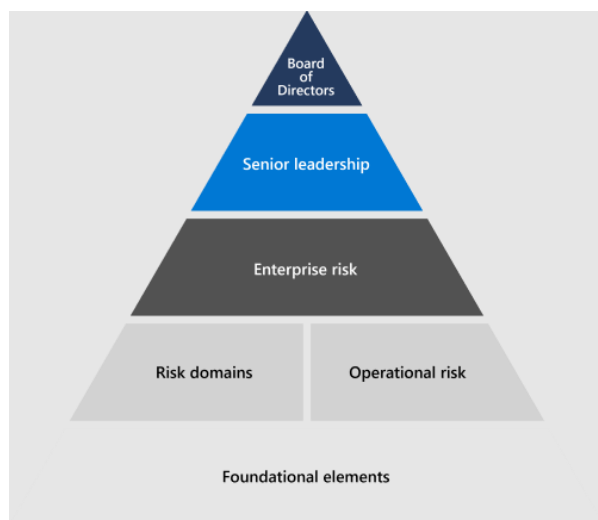 Board
of
Directors
Senior leadership
Enterprise risk
Risk domains
Operational risk
Foundational elements